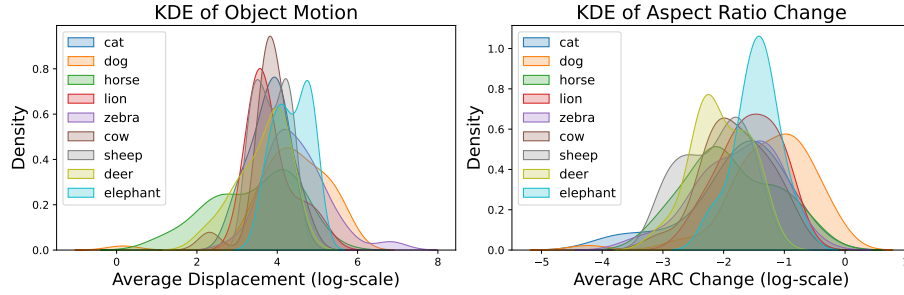 KDE of Object Motion
Density
0.0
0.2
0.4
0.6
0.8
cat
dog
horse
lion
zebra
cow
sheep
deer
elephant
0 2 4 6 8
Average Displacement (log-scale)
KDE of Aspect Ratio Change
Density
0.0
0.2
0.4
0.6
0.8
1.0
cat
dog
horse
lion
zebra
cow
sheep
deer
elephant
−5 −4 −3 −2 −1 0
Average ARC Change (log-scale)